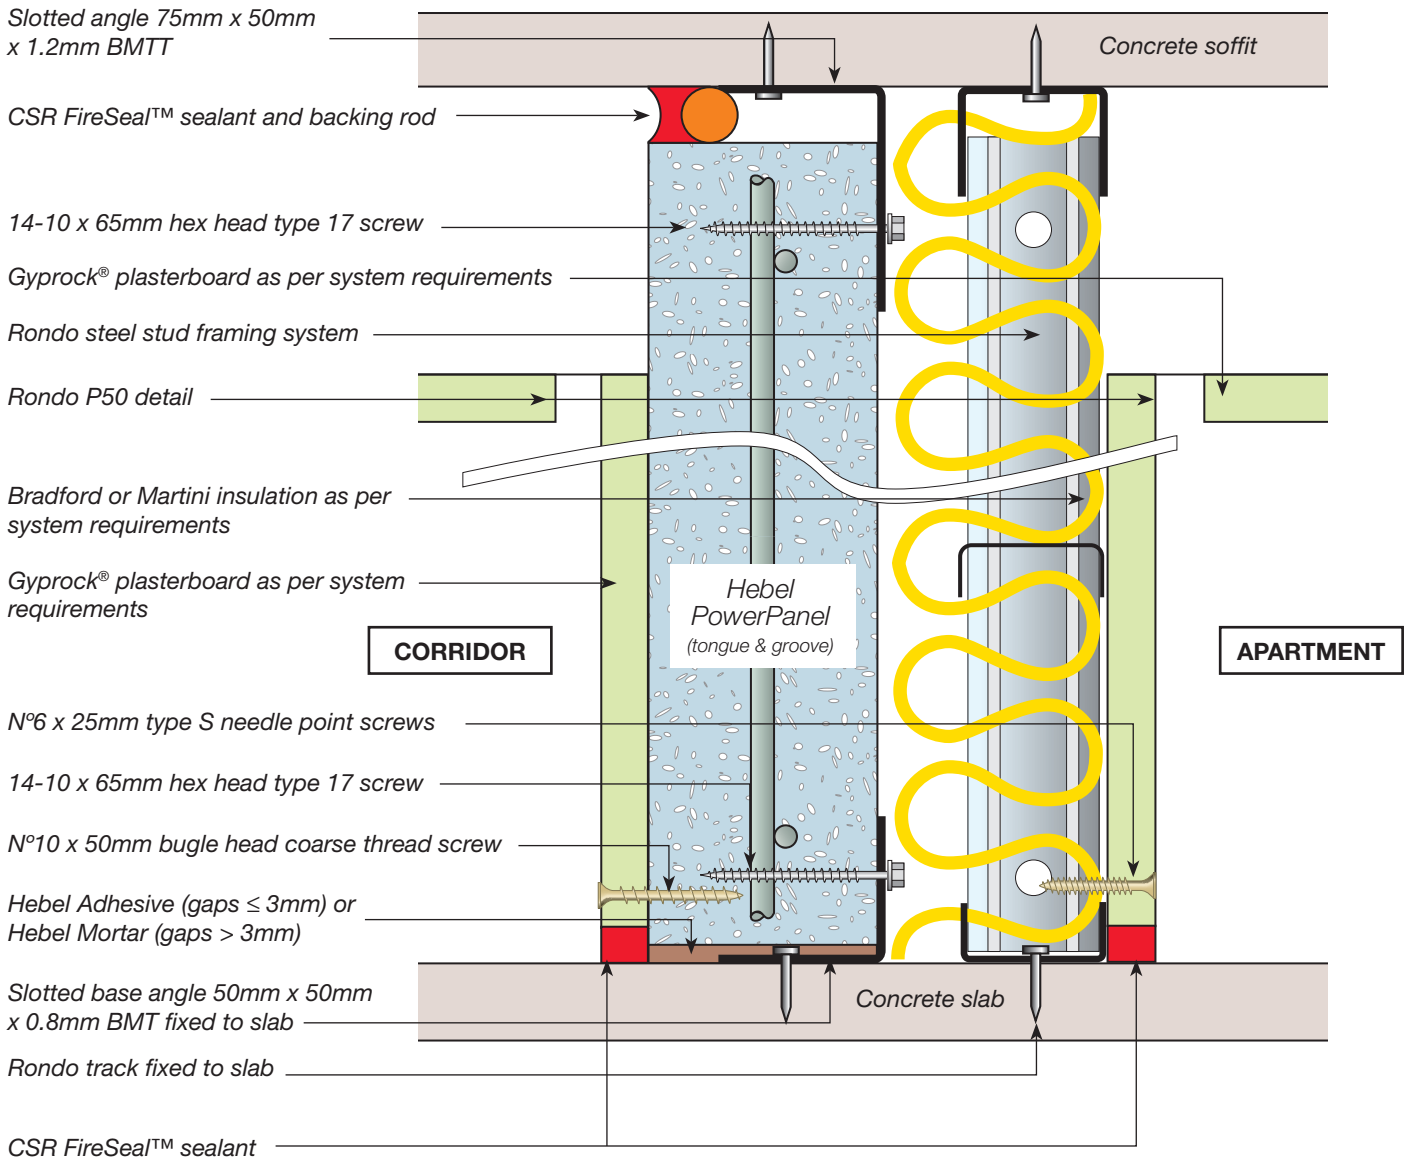 Slotted angle 75mm x 50mm
x 1.2mm BMTT
Concrete soffit
CSR FireSeal™ sealant and backing rod
14-10 x 65mm hex head type 17 screw
Gyprock® plasterboard as per system requirements
Rondo steel stud framing system
Rondo P50 detail
Bradford or Martini insulation as per
system requirements
Gyprock® plasterboard as per system
requirements
Hebel
PowerPanel
(tongue & groove)
CORRIDOR
APARTMENT
Nº6 x 25mm type S needle point screws
14-10 x 65mm hex head type 17 screw
Nº10 x 50mm bugle head coarse thread screw
Hebel Adhesive (gaps ≤ 3mm) or
Hebel Mortar (gaps > 3mm)
Slotted base angle 50mm x 50mm
x 0.8mm BMT fixed to slab
Concrete slab
Rondo track fixed to slab
CSR FireSeal™ sealant